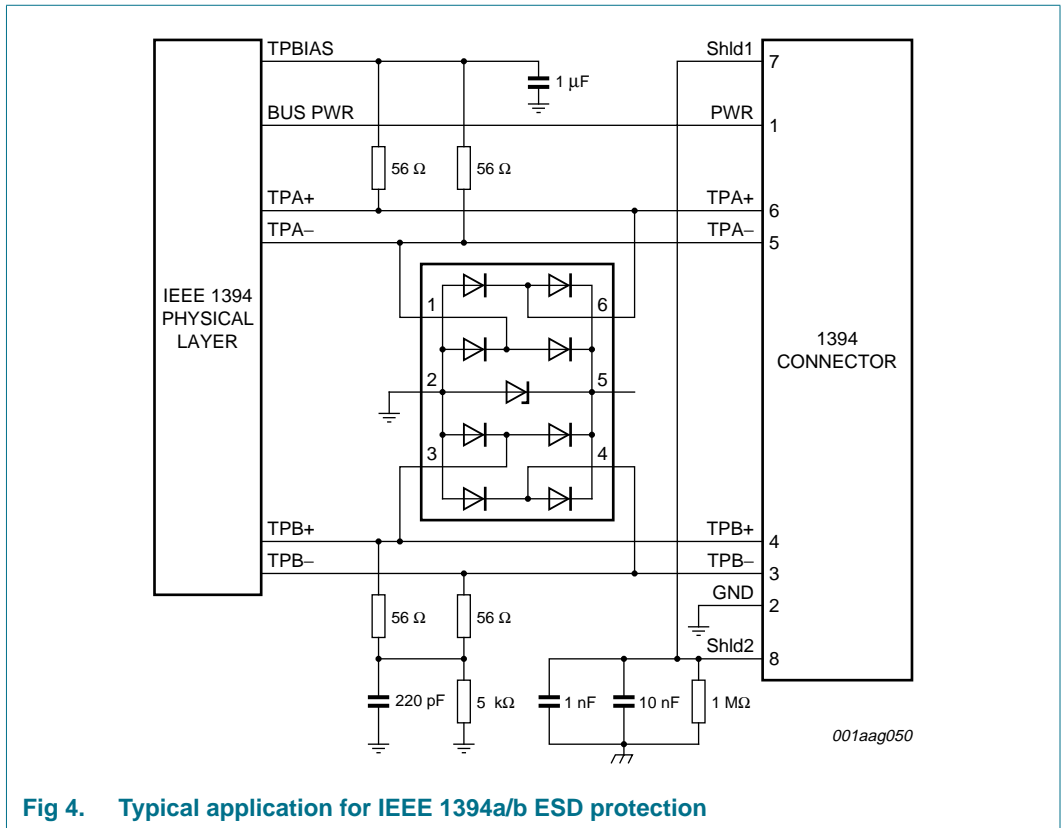 TPBIAS
Shld1
7
1 μF
BUS PWR
PWR
1
56 Ω
56 Ω
TPA+
TPA+
6
TPA−
TPA−
5
IEEE 1394
PHYSICAL
LAYER
1
6
2
5
3
4
1394
CONNECTOR
TPB+
TPB+
4
TPB−
TPB−
3
GND
2
56 Ω
56 Ω
Shld2
8
220 pF
5 kΩ
1 nF
10 nF
1 MΩ
001aag050
Fig 4. Typical application for IEEE 1394a/b ESD protection